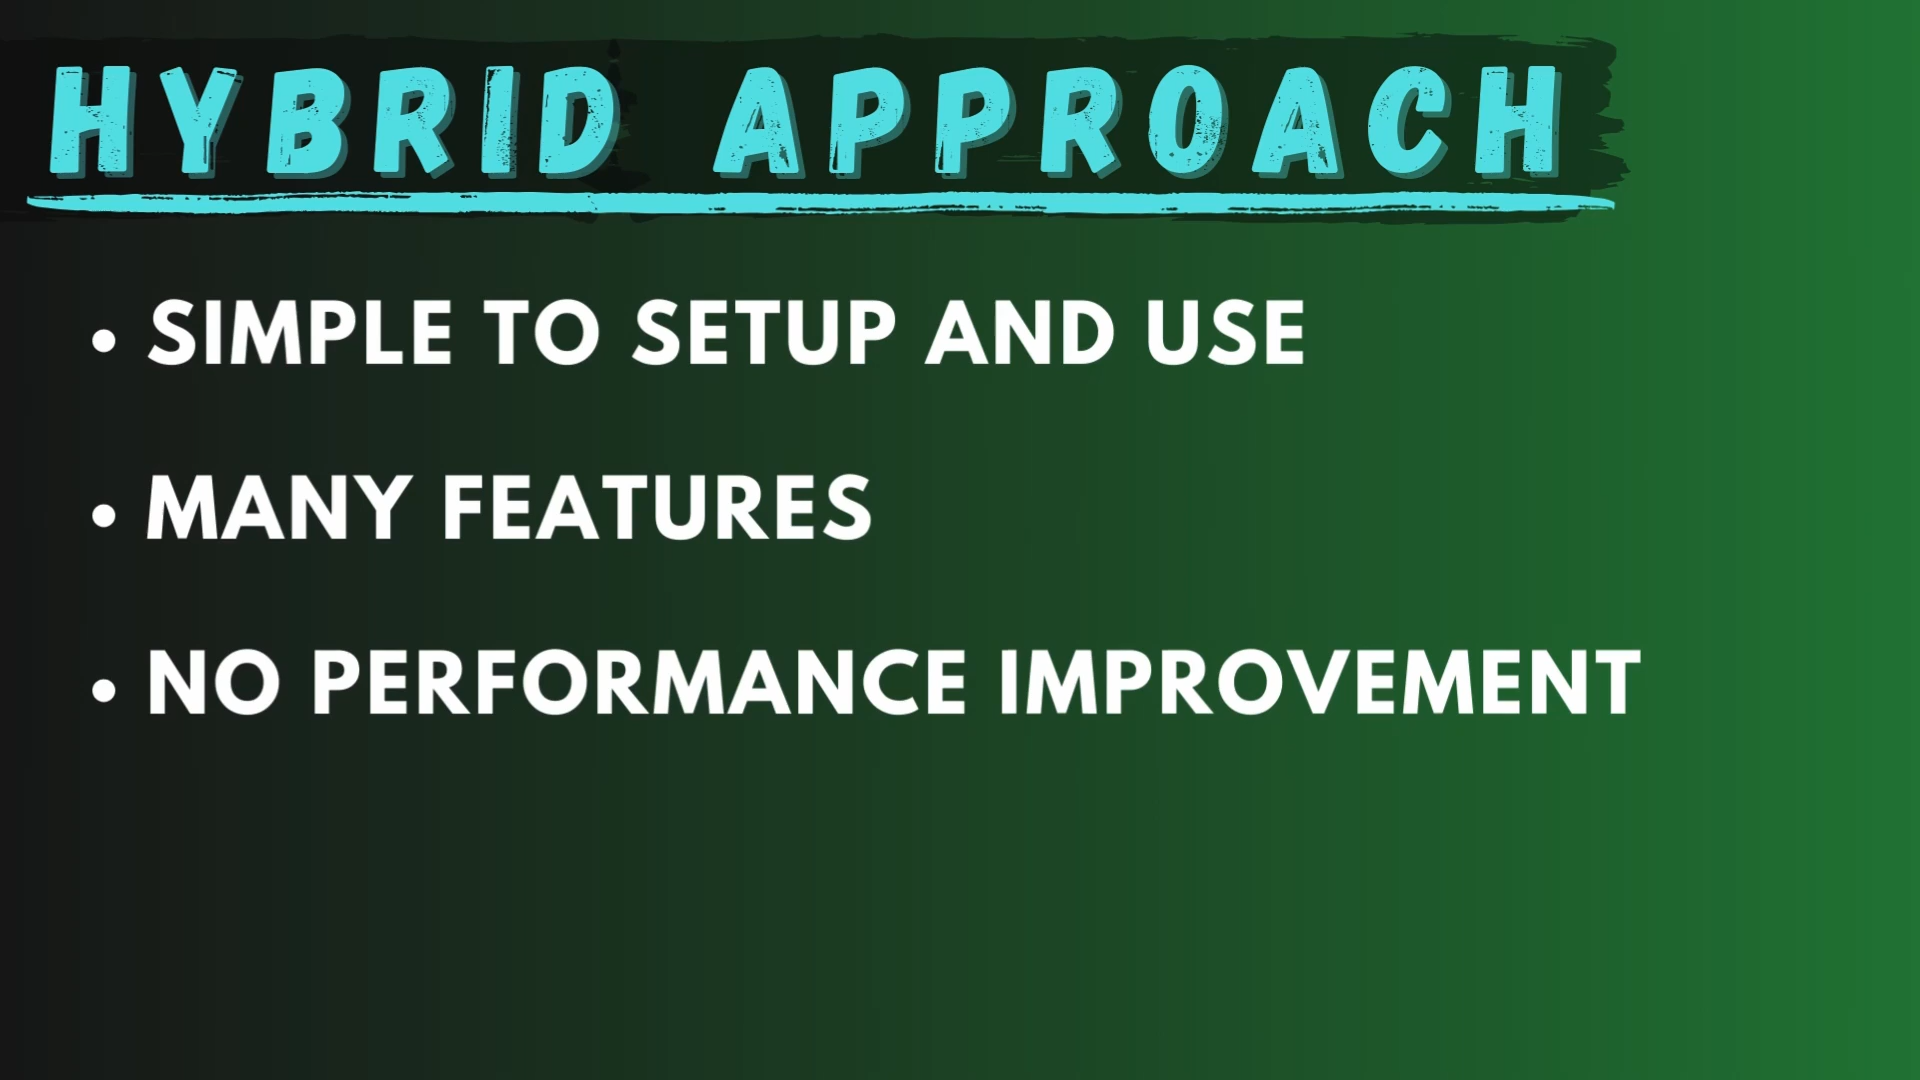 HYBRID APPROACH
• SIMPLE TO SETUP AND USE
• MANY FEATURES
• NO PERFORMANCE IMPROVEMENT